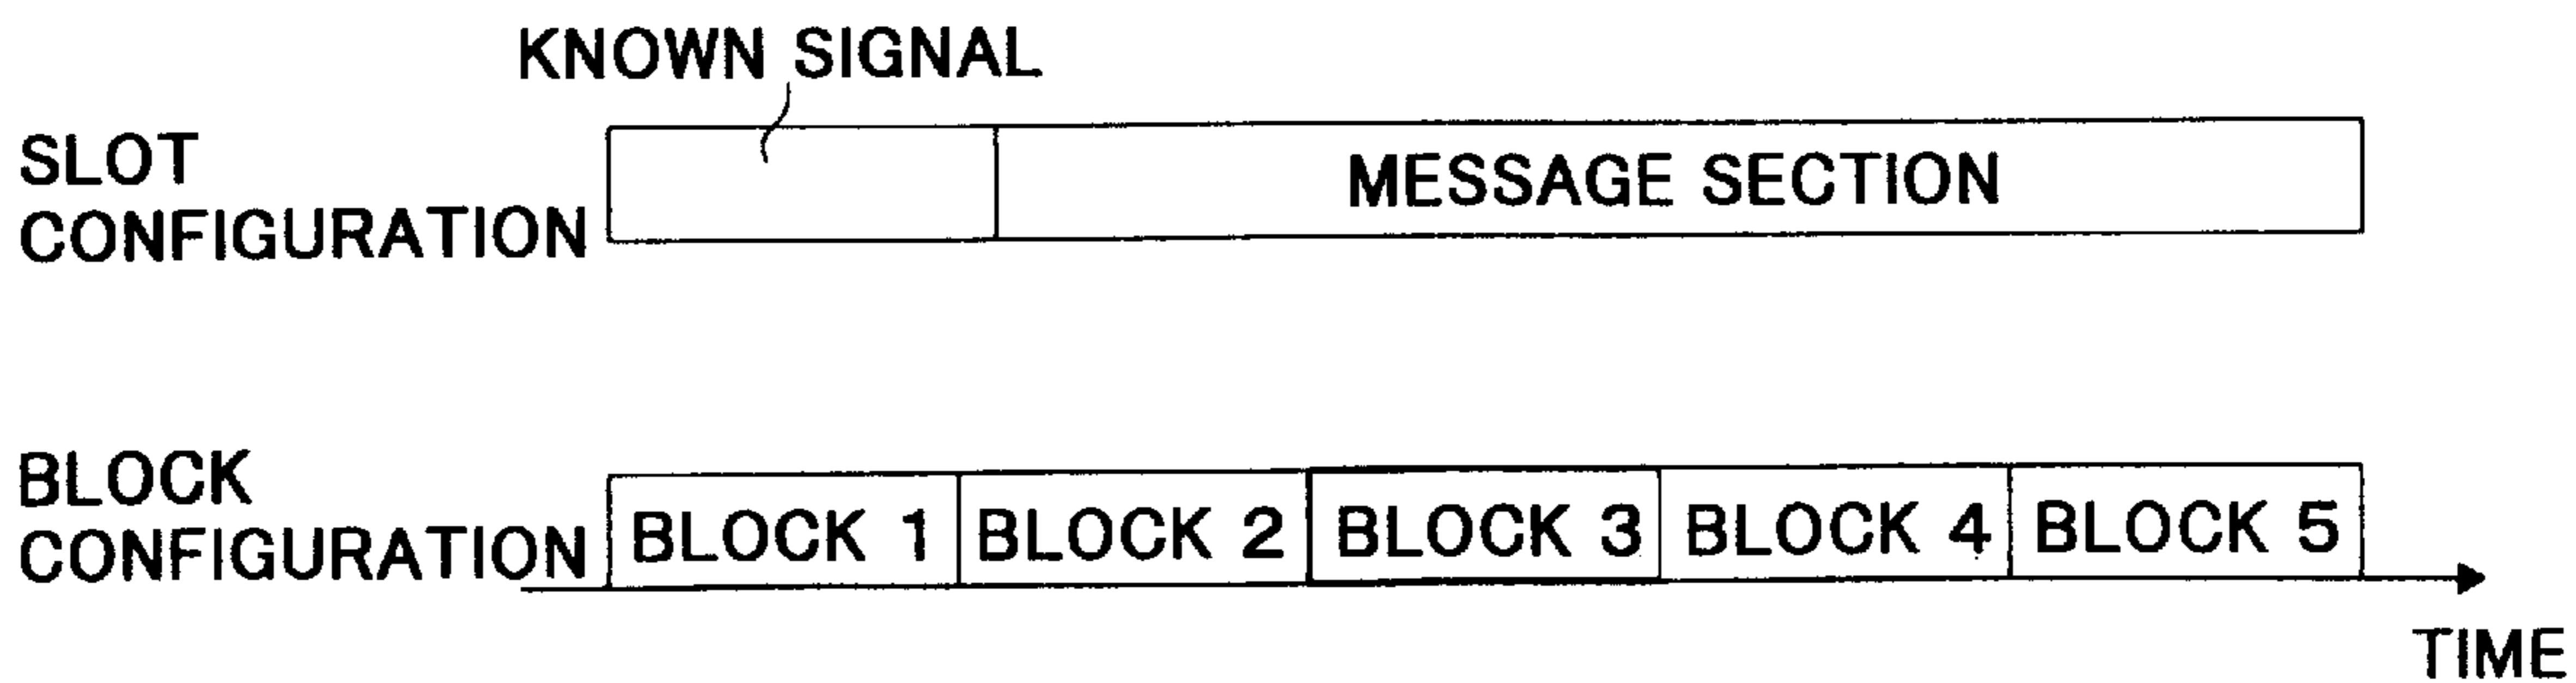 KNOWN SIGNAL
SLOT
CONFIGURATION
MESSAGE SECTION
BLOCK
CONFIGURATION
BLOCK 1 BLOCK 2 BLOCK 3 BLOCK 4 BLOCK 5
TIME